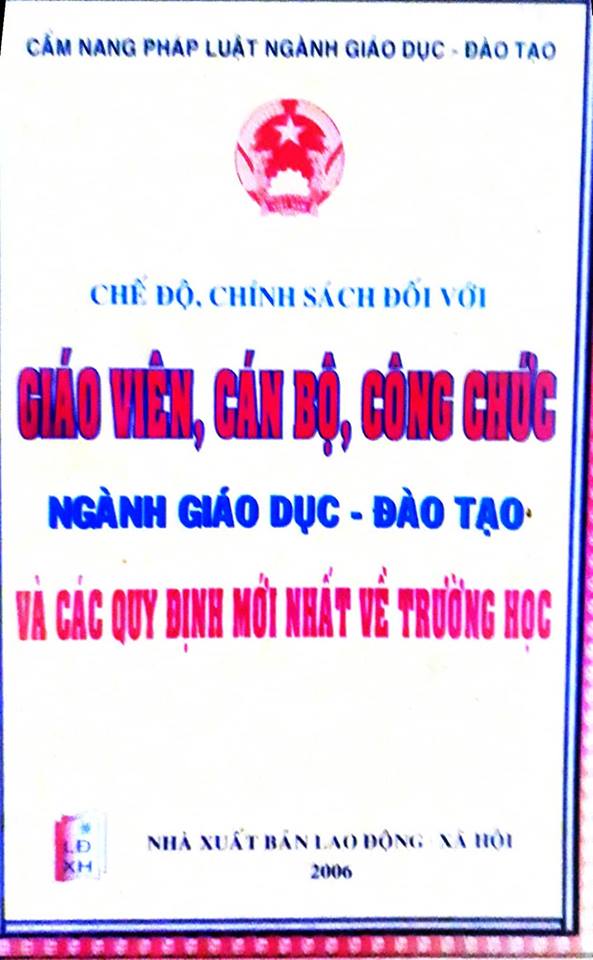 CẨM NANG PHÁP LUẬT NGÀNH GIÁO DỤC - ĐÀO TẠO
CHẾ ĐỘ, CHÍNH SÁCH ĐỐI VỚI
GIÁO VIÊN, CÁN BỘ, CÔNG CHỨC
NGÀNH GIÁO DỤC - ĐÀO TẠO
VÀ CÁC QUY ĐỊNH MỚI NHẤT VỀ TRƯỜNG HỌC
LĐ
XH
NHÀ XUẤT BẢN LAO ĐỘNG - XÃ HỘI
2006